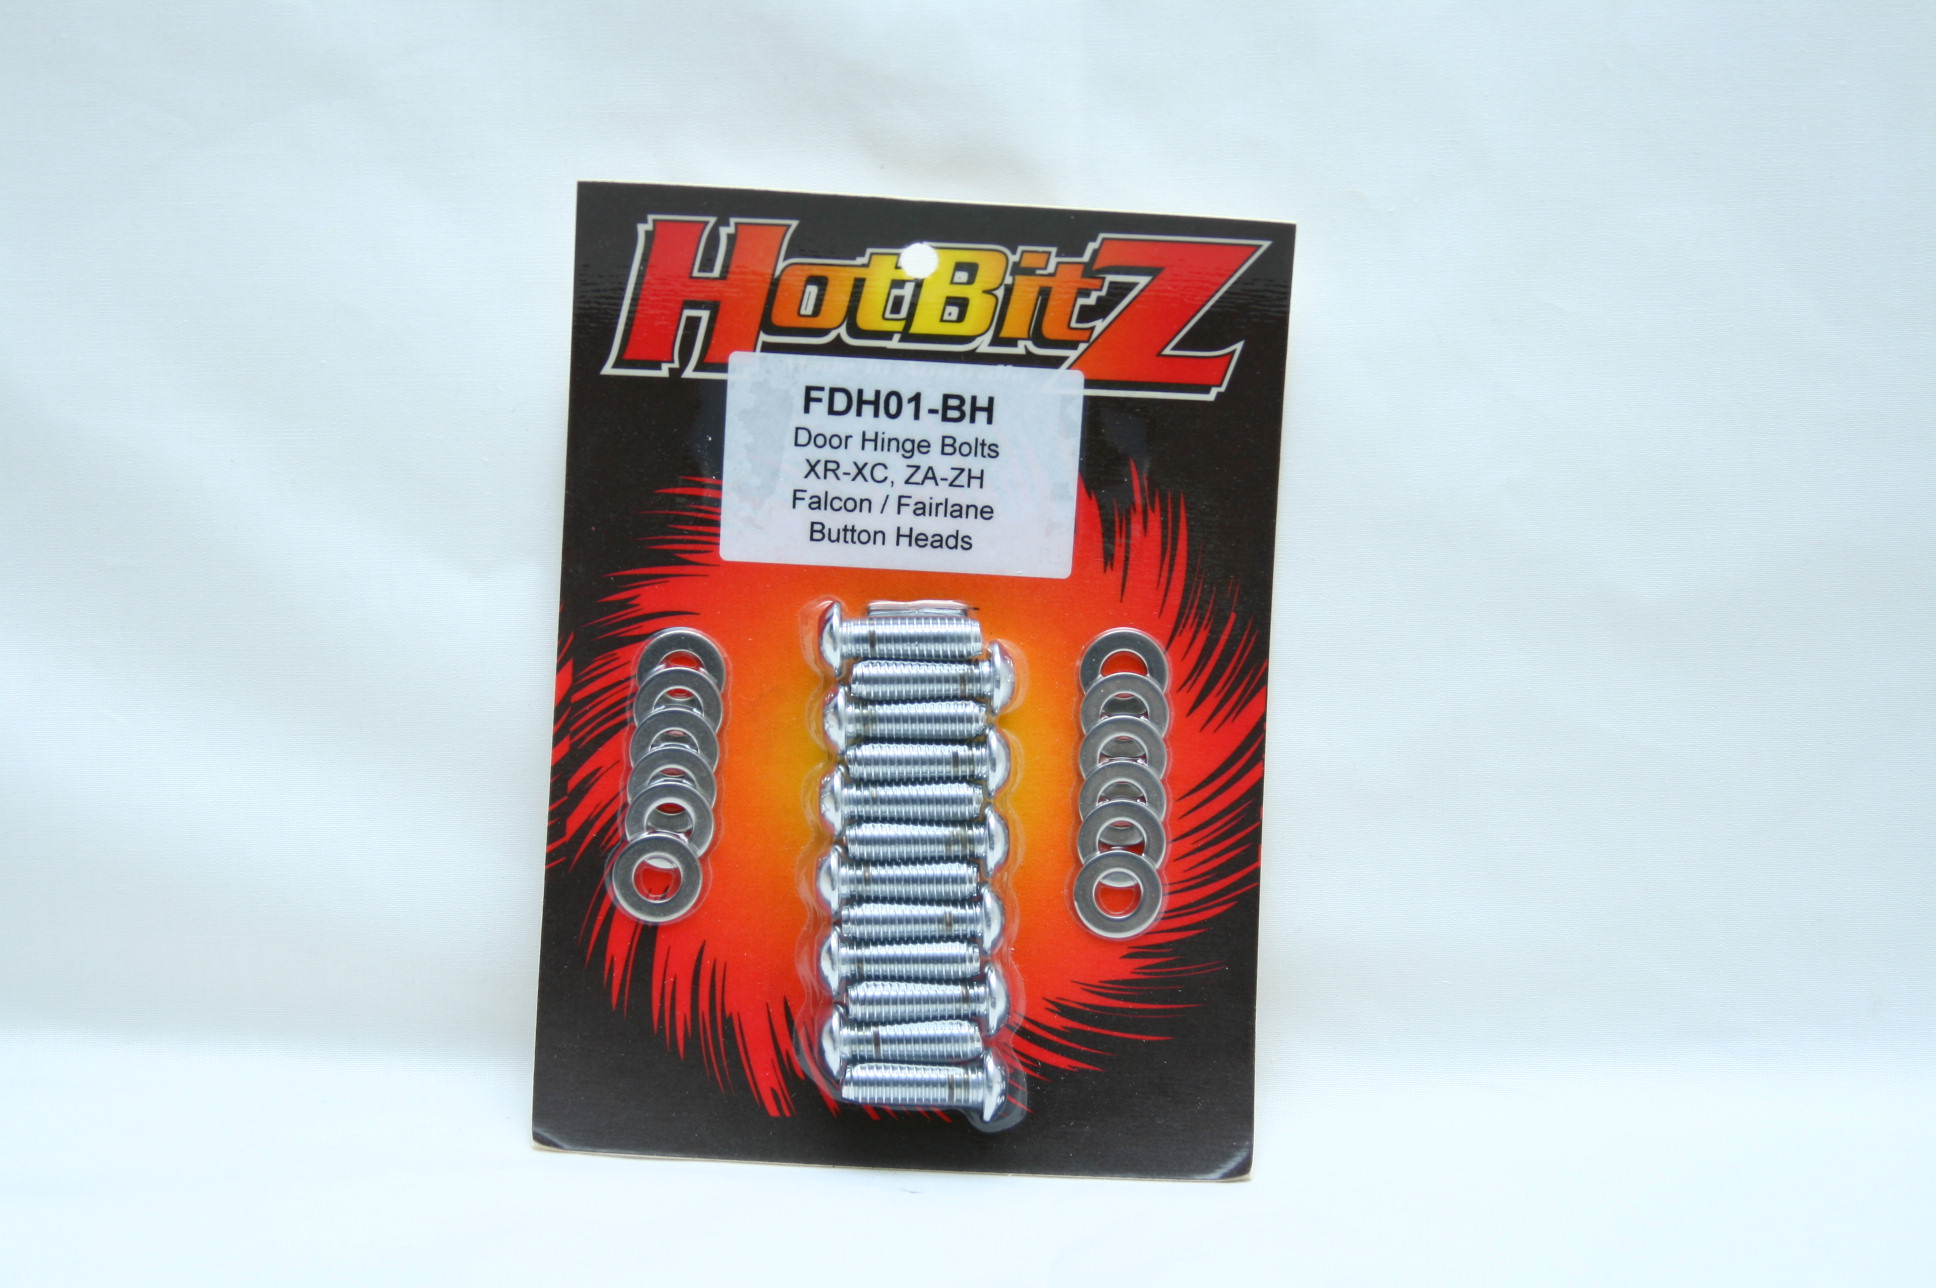 HotBitZ
FDH01-BH
Door Hinge Bolts
XR-XC, ZA-ZH
Falcon / Fairlane
Button Heads